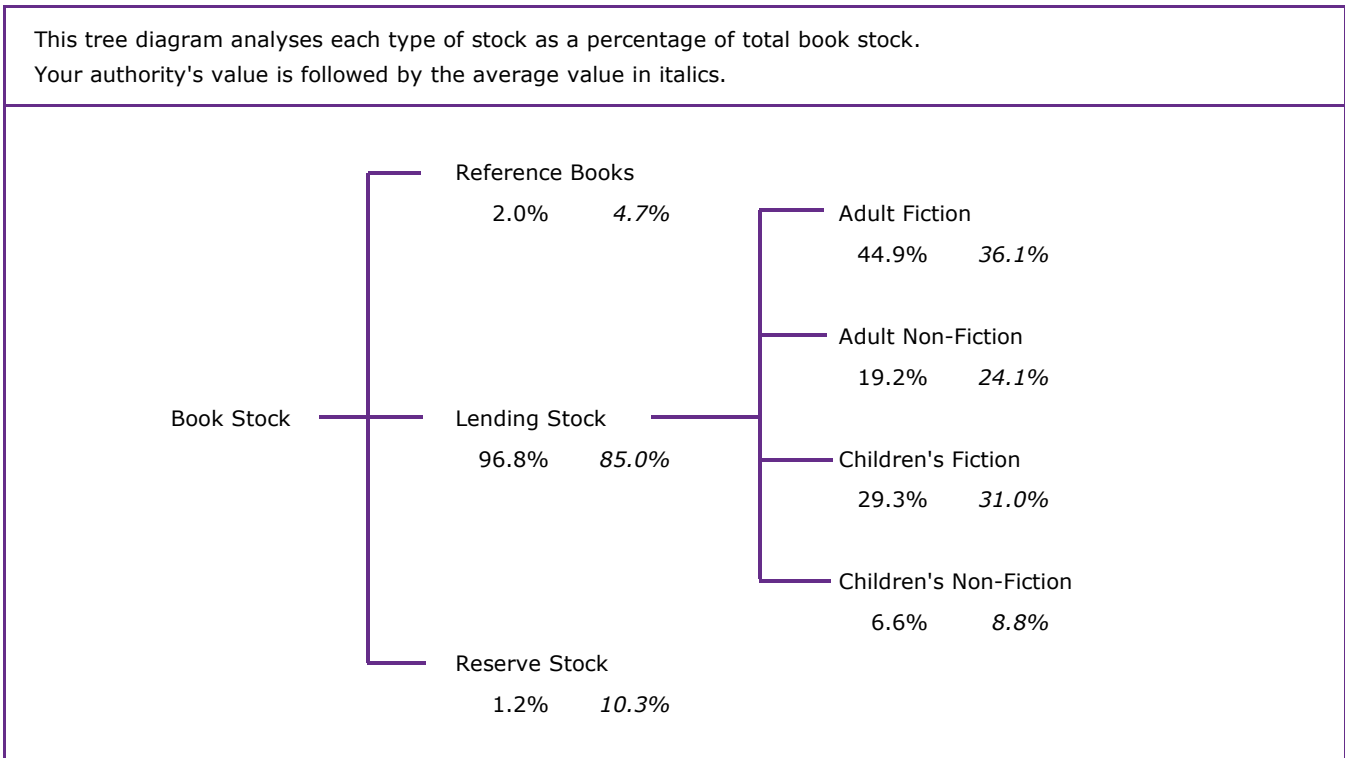 This tree diagram analyses each type of stock as a percentage of total book stock.
Your authority's value is followed by the average value in italics.
Reference Books
2.0% 4.7%
Adult Fiction
44.9% 36.1%
Adult Non-Fiction
19.2% 24.1%
Book Stock
Lending Stock
96.8% 85.0%
Children's Fiction
29.3% 31.0%
Children's Non-Fiction
6.6% 8.8%
Reserve Stock
1.2% 10.3%